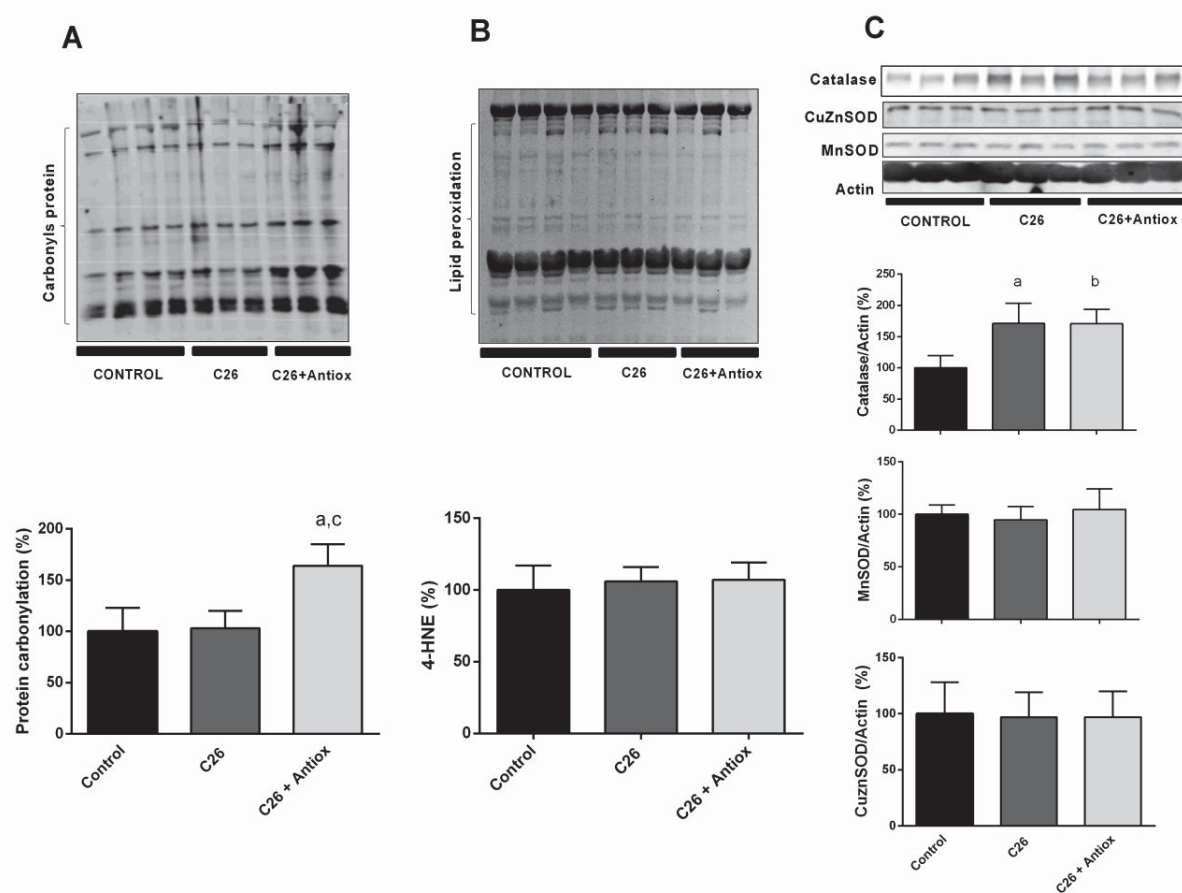 A
Carbonyls protein
CONTROL C26 C26+Antiox
Protein carbonylation (%)
200
150
100
50
0
a,c
Control
C26
C26 + Antiox
B
Lipid peroxidation
CONTROL C26 C26+Antiox
4-HNE (%)
150
100
50
0
Control
C26
C26 + Antiox
C
Catalase
CuZnSOD
MnSOD
Actin
CONTROL C26 C26+Antiox
Catalase/Actin (%)
250
200
150
100
50
0
a b
MnSOD/Actin (%)
150
100
50
0
CuznSOD/Actin (%)
150
100
50
0
Control
C26
C26 + Antiox